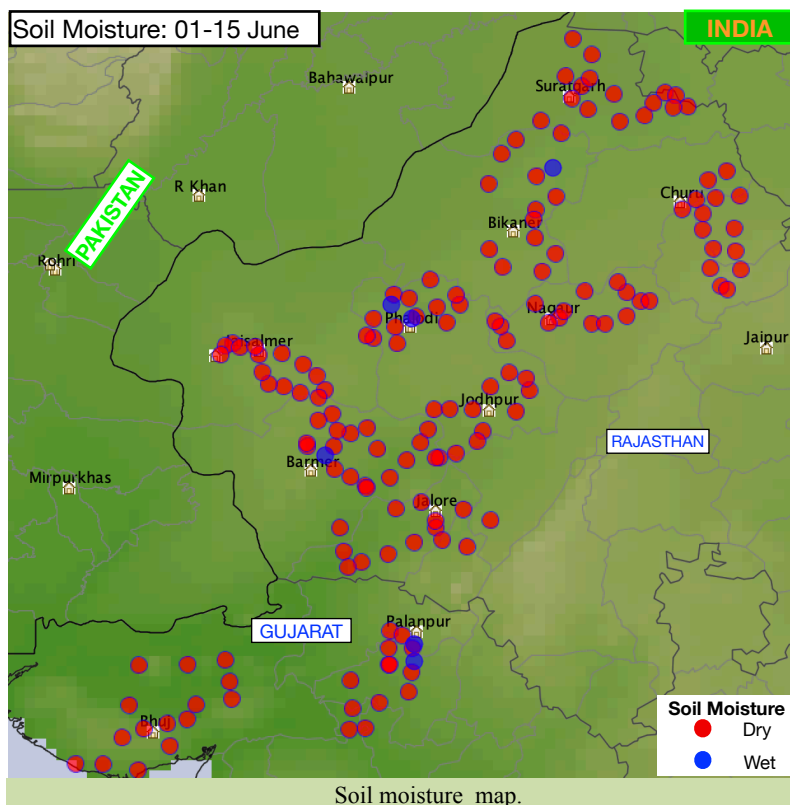 Soil Moisture: 01-15 June
INDIA
Bahawalpur
Suratgarh
PAKISTAN
R Khan
Churu
Bikaner
Rohri
Phalodi
Nagaur
Jaisalmer
Jaipur
Jodhpur
RAJASTHAN
Barmer
Mirpurkhas
Jalore
Palanpur
GUJARAT
Bhuj
Soil Moisture
Dry
Wet
Soil moisture map.